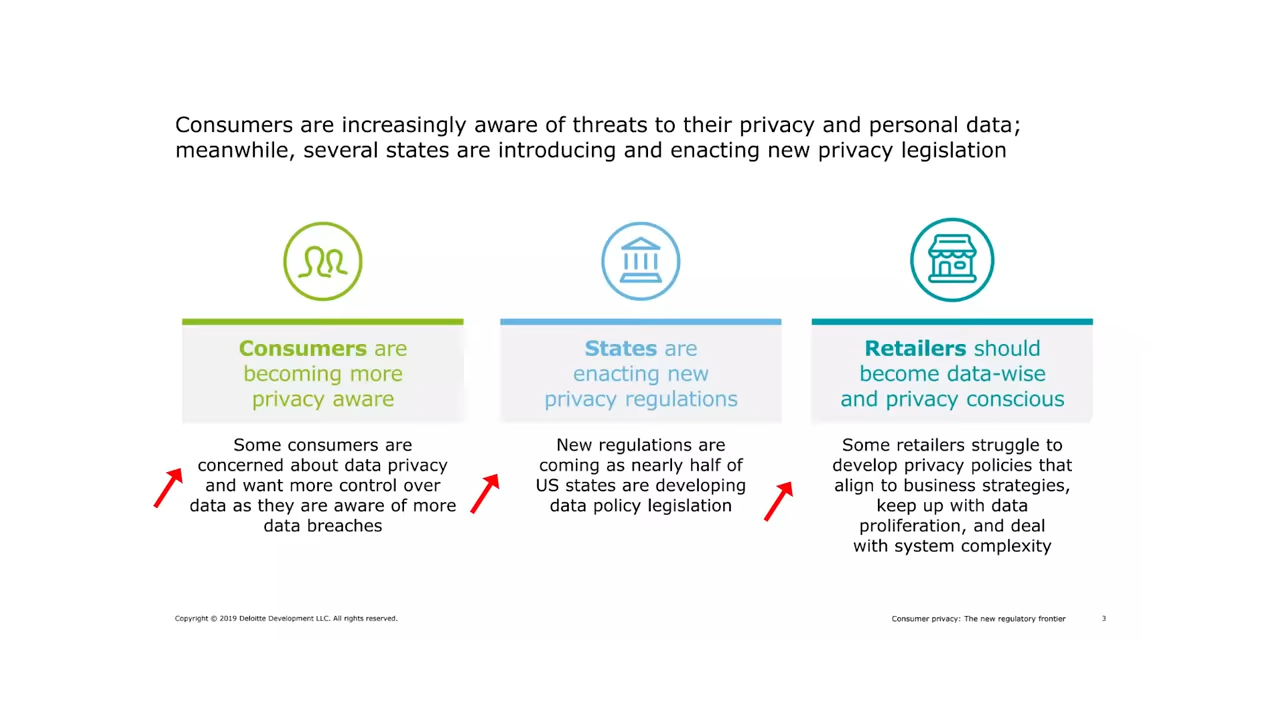 Consumers are increasingly aware of threats to their privacy and personal data;
meanwhile, several states are introducing and enacting new privacy legislation
Consumers are
becoming more
privacy aware
Some consumers are
concerned about data privacy
and want more control over
data as they are aware of more
data breaches
States are
enacting new
privacy regulations
New regulations are
coming as nearly half of
US states are developing
data policy legislation
Retailers should
become data-wise
and privacy conscious
Some retailers struggle to
develop privacy policies that
align to business strategies,
keep up with data
proliferation, and deal
with system complexity
Copyright © 2019 Deloitte Development LLC. All rights reserved.
Consumer privacy: The new regulatory frontier
3